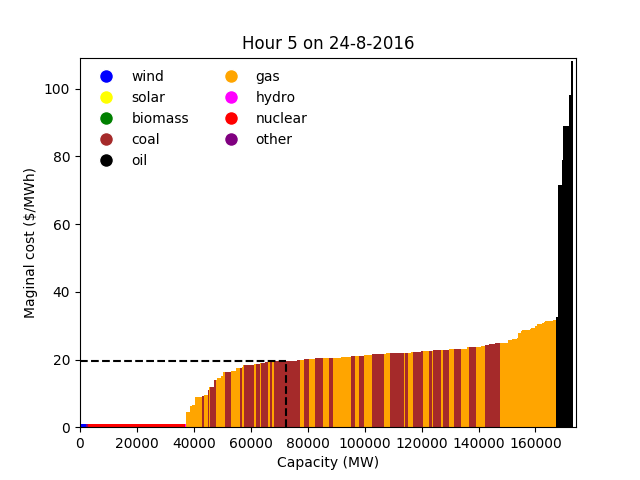 Hour 5 on 24-8-2016
wind
solar
biomass
coal
oil
gas
hydro
nuclear
other
100
80
60
40
20
0
Maginal cost ($/MWh)
0 20000 40000 60000 80000 100000 120000 140000 160000
Capacity (MW)